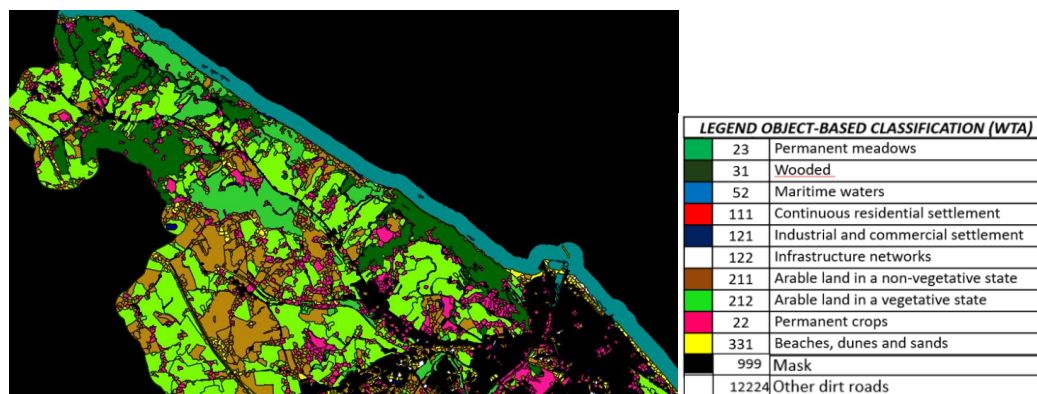 LEGEND OBJECT-BASED CLASSIFICATION (WTA)
23 Permanent meadows
31 Wooded
52 Maritime waters
111 Continuous residential settlement
121 Industrial and commercial settlement
122 Infrastructure networks
211 Arable land in a non-vegetative state
212 Arable land in a vegetative state
22 Permanent crops
331 Beaches, dunes and sands
999 Mask
12224 Other dirt roads